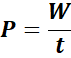 P = W/t